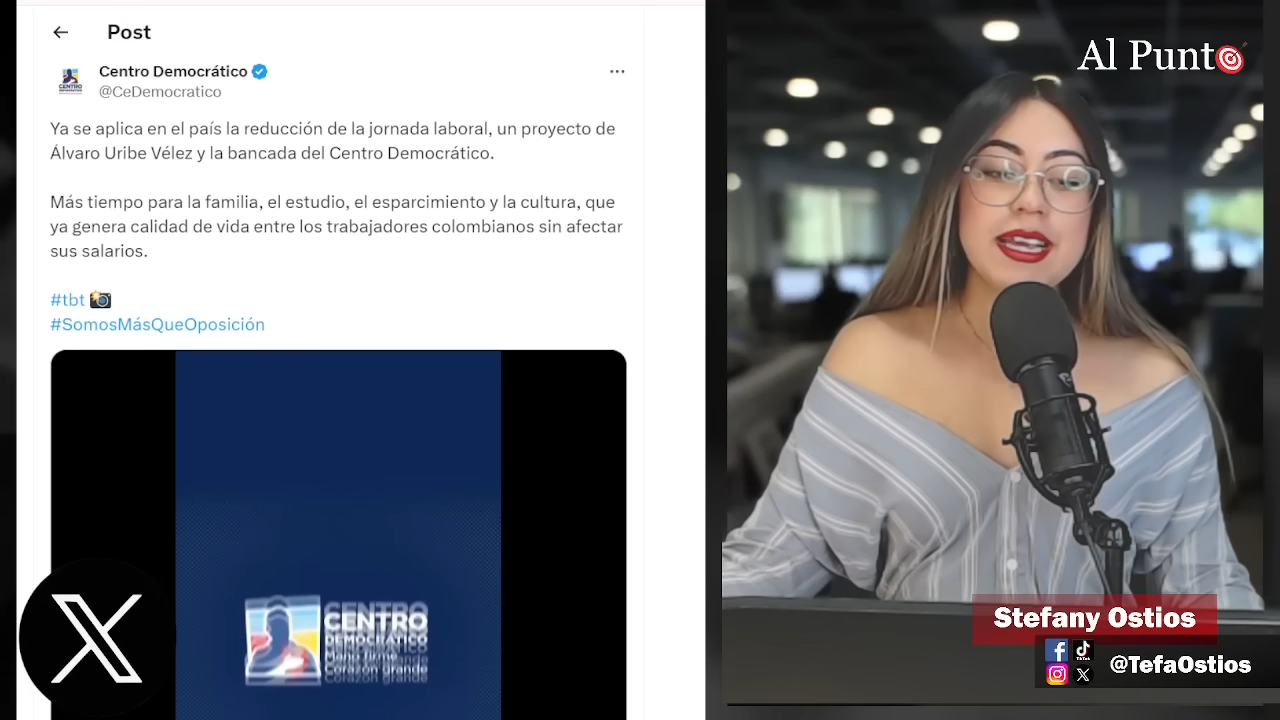 Post
Centro Democrático
@CeDemocratico
Ya se aplica en el país la reducción de la jornada laboral, un proyecto de
Álvaro Uribe Vélez y la bancada del Centro Democrático.
Más tiempo para la familia, el estudio, el esparcimiento y la cultura, que
ya genera calidad de vida entre los trabajadores colombianos sin afectar
sus salarios.
#tbt
#SomosMásQueOposición
CENTRO
DEMOCRÁTICO
Mano firme
Corazón grande
Al Punto
Stefany Ostios
@TefaOstios